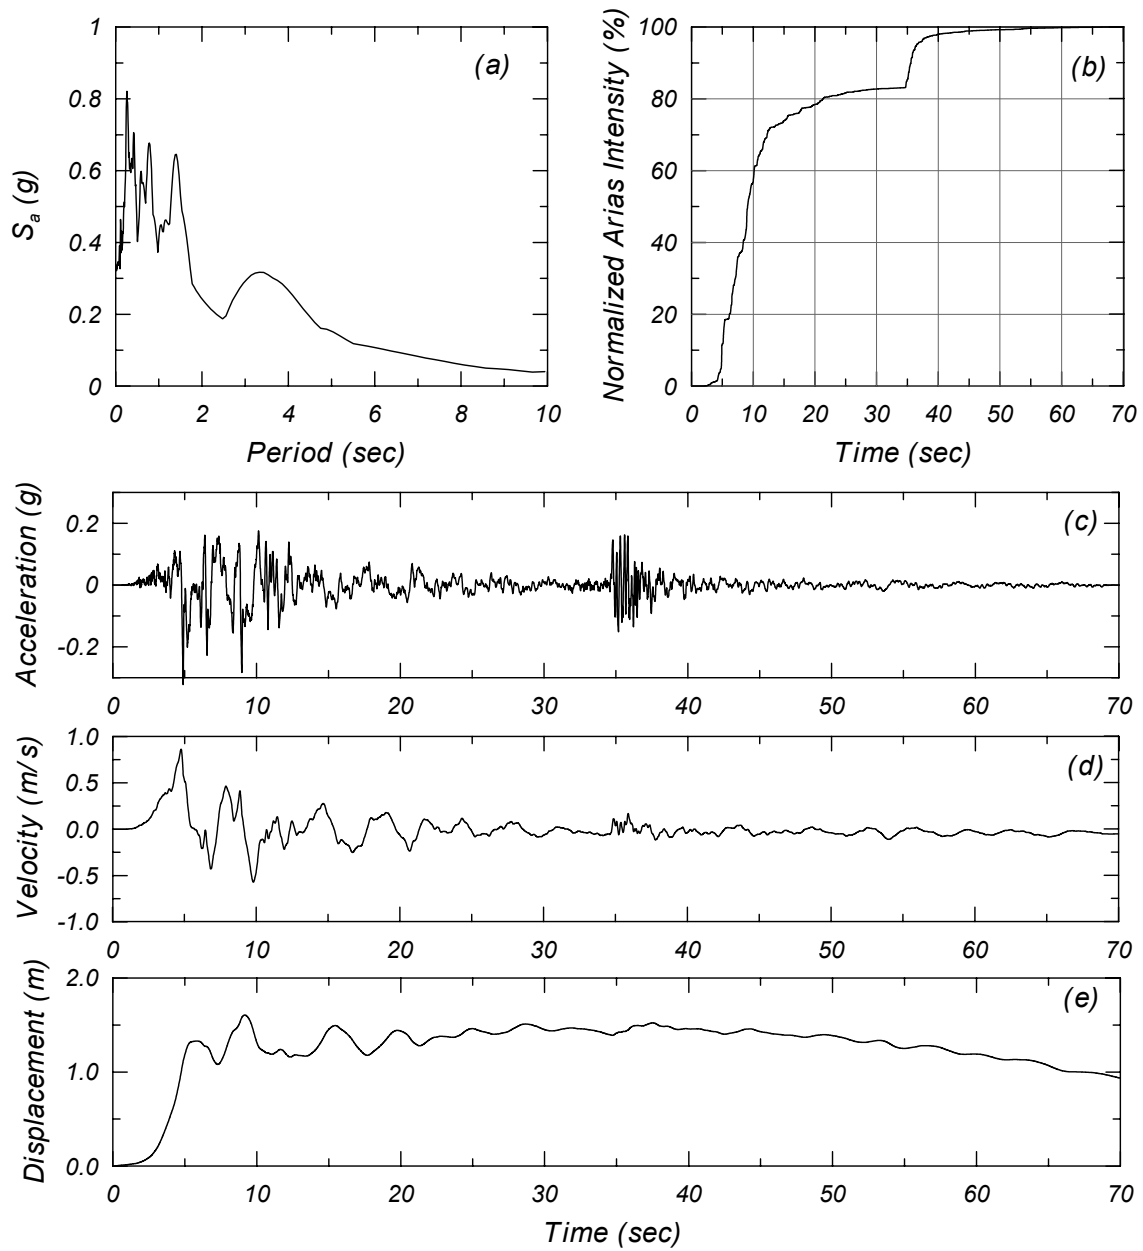 1
0.8
0.6
0.4
0.2
0
S_a (g)
(a)
0 2 4 6 8 10
Period (sec)
100
80
60
40
20
0
Normalized Arias Intensity (%)
(b)
0 10 20 30 40 50 60 70
Time (sec)
0.2
0
-0.2
Acceleration (g)
(c)
0 10 20 30 40 50 60 70
1.0
0.5
0.0
-0.5
-1.0
Velocity (m/s)
(d)
0 10 20 30 40 50 60 70
2.0
1.0
0.0
Displacement (m)
(e)
0 10 20 30 40 50 60 70
Time (sec)